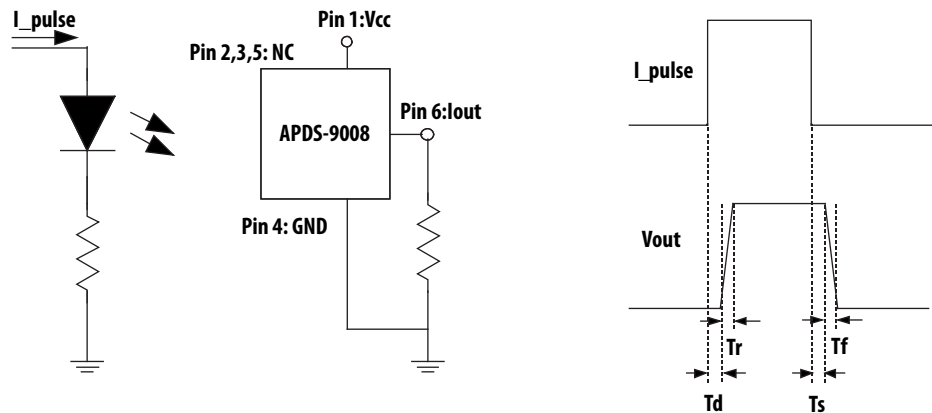 I_pulse
Pin 1:Vcc
Pin 2,3,5: NC
Pin 6:Iout
APDS-9008
Pin 4: GND
I_pulse
Vout
Tr
Tf
Td
Ts